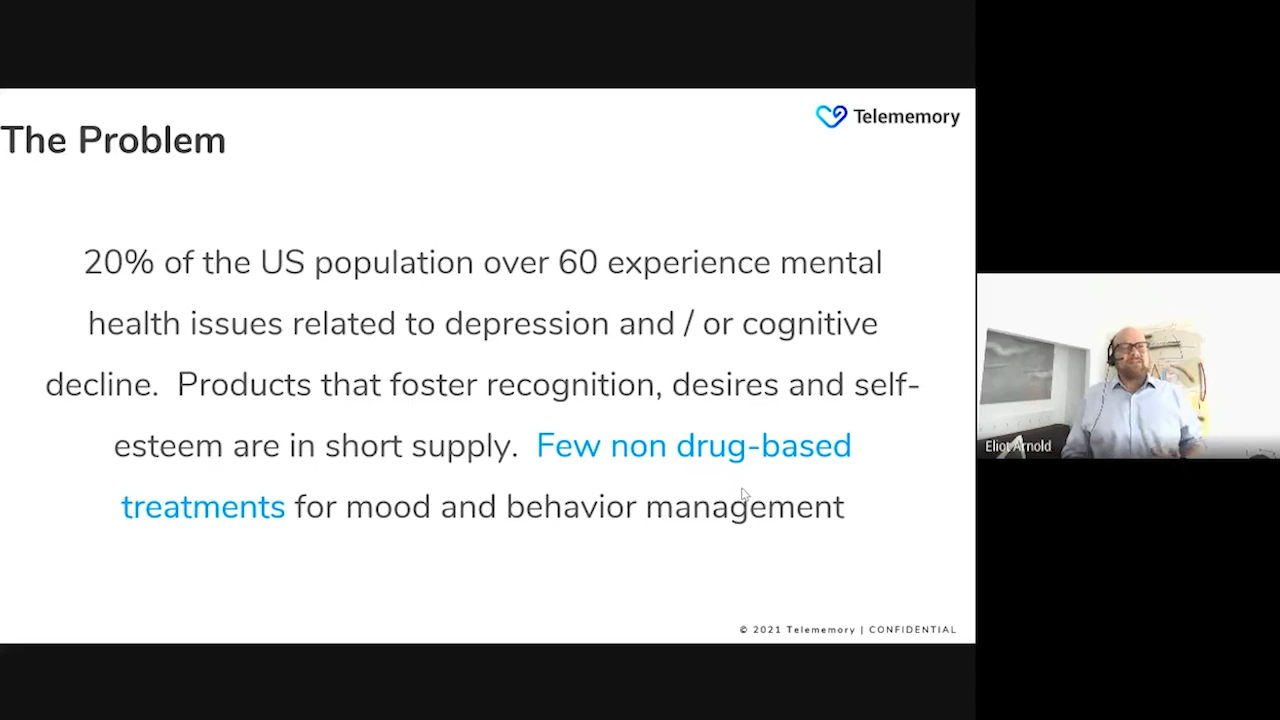 Telememory
The Problem
20% of the US population over 60 experience mental
health issues related to depression and / or cognitive
decline.  Products that foster recognition, desires and self-
esteem are in short supply.  Few non drug-based
treatments for mood and behavior management
Eliot Arnold
© 2021 Telememory | CONFIDENTIAL